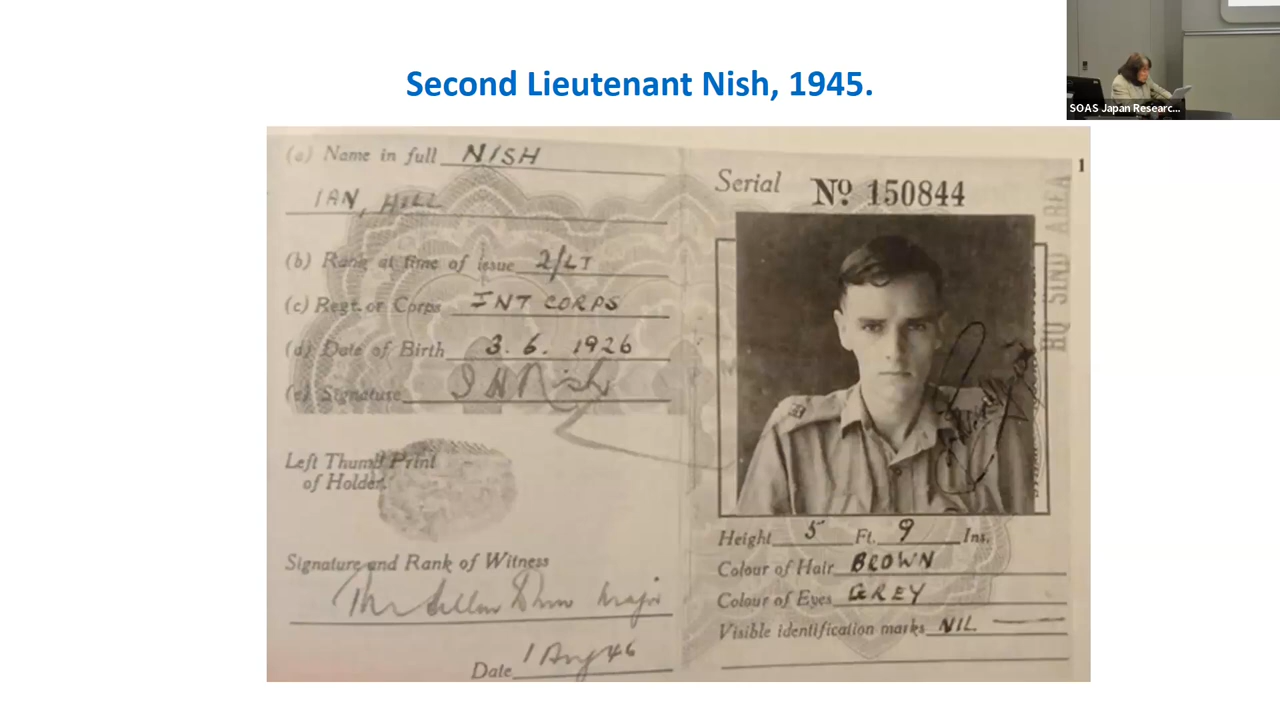 Second Lieutenant Nish, 1945.
SOAS Japan Researc...
(a) Name in full NISH
IAN, HILL
(b) Rank at time of issue 2/LT
(c) Regt. or Corps INT CORPS
(d) Date of Birth 3. 6. 1926
(e) Signature I H Nish
Left Thumb Print
of Holder.
Signature and Rank of Witness
Major
Date 1 Aug 46
1
Serial No 150844
HQ SIND AREA
Height 5 Ft. 9 Ins.
Colour of Hair BROWN
Colour of Eyes GREY
Visible identification marks NIL